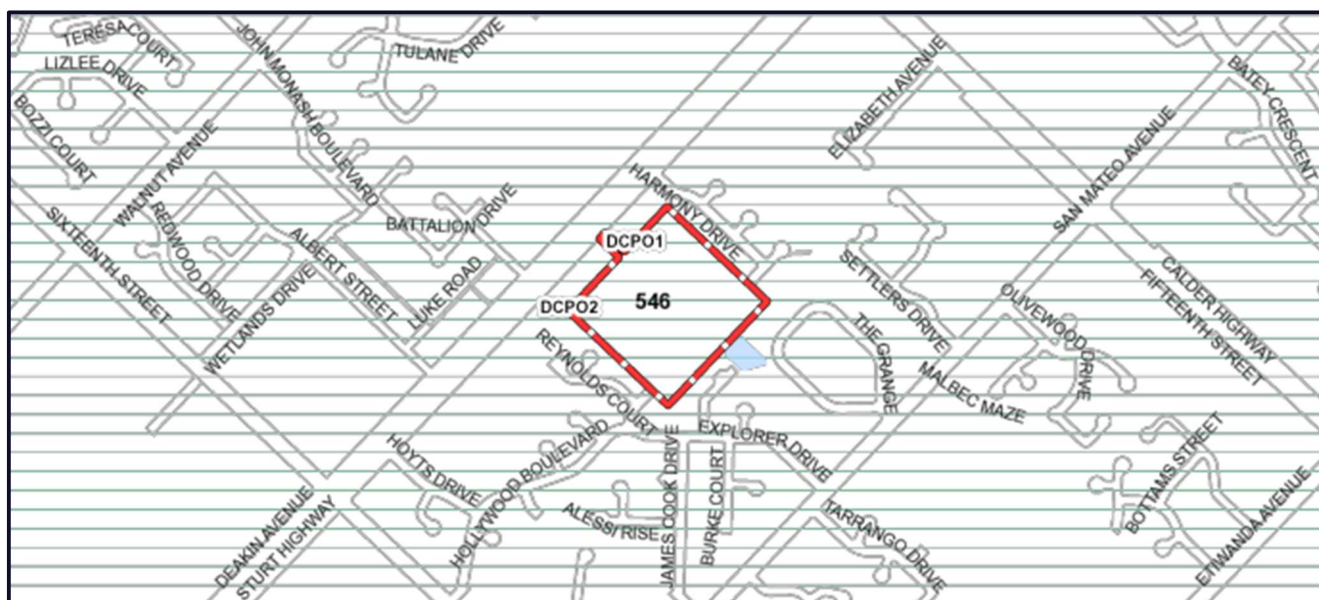 TERESA COURT
LIZLEE DRIVE
BOZZI COURT
JOHN MONASH BOULEVARD
TULANE DRIVE
ELIZABETH AVENUE
BATEY CRESCENT
WALNUT AVENUE
SAN MATEO AVENUE
HARMONY DRIVE
BATTALION DRIVE
SIXTEENTH STREET
REDWOOD DRIVE
ALBERT STREET
LUKE ROAD
WETLANDS DRIVE
DCPO1
DCPO2
546
SETTLERS DRIVE
CALDER HIGHWAY
FIFTEENTH STREET
OLIVEWOOD DRIVE
THE GRANGE
MALBEC MAZE
REYNOLDS COURT
EXPLORER DRIVE
HOYTS DRIVE
HOLLYWOOD BOULEVARD
ALESSI RISE
JAMES COOK DRIVE
BURKE COURT
TARRANGO DRIVE
BOTTAMS STREET
ETIWANDA AVENUE
DEAKIN AVENUE
STURT HIGHWAY